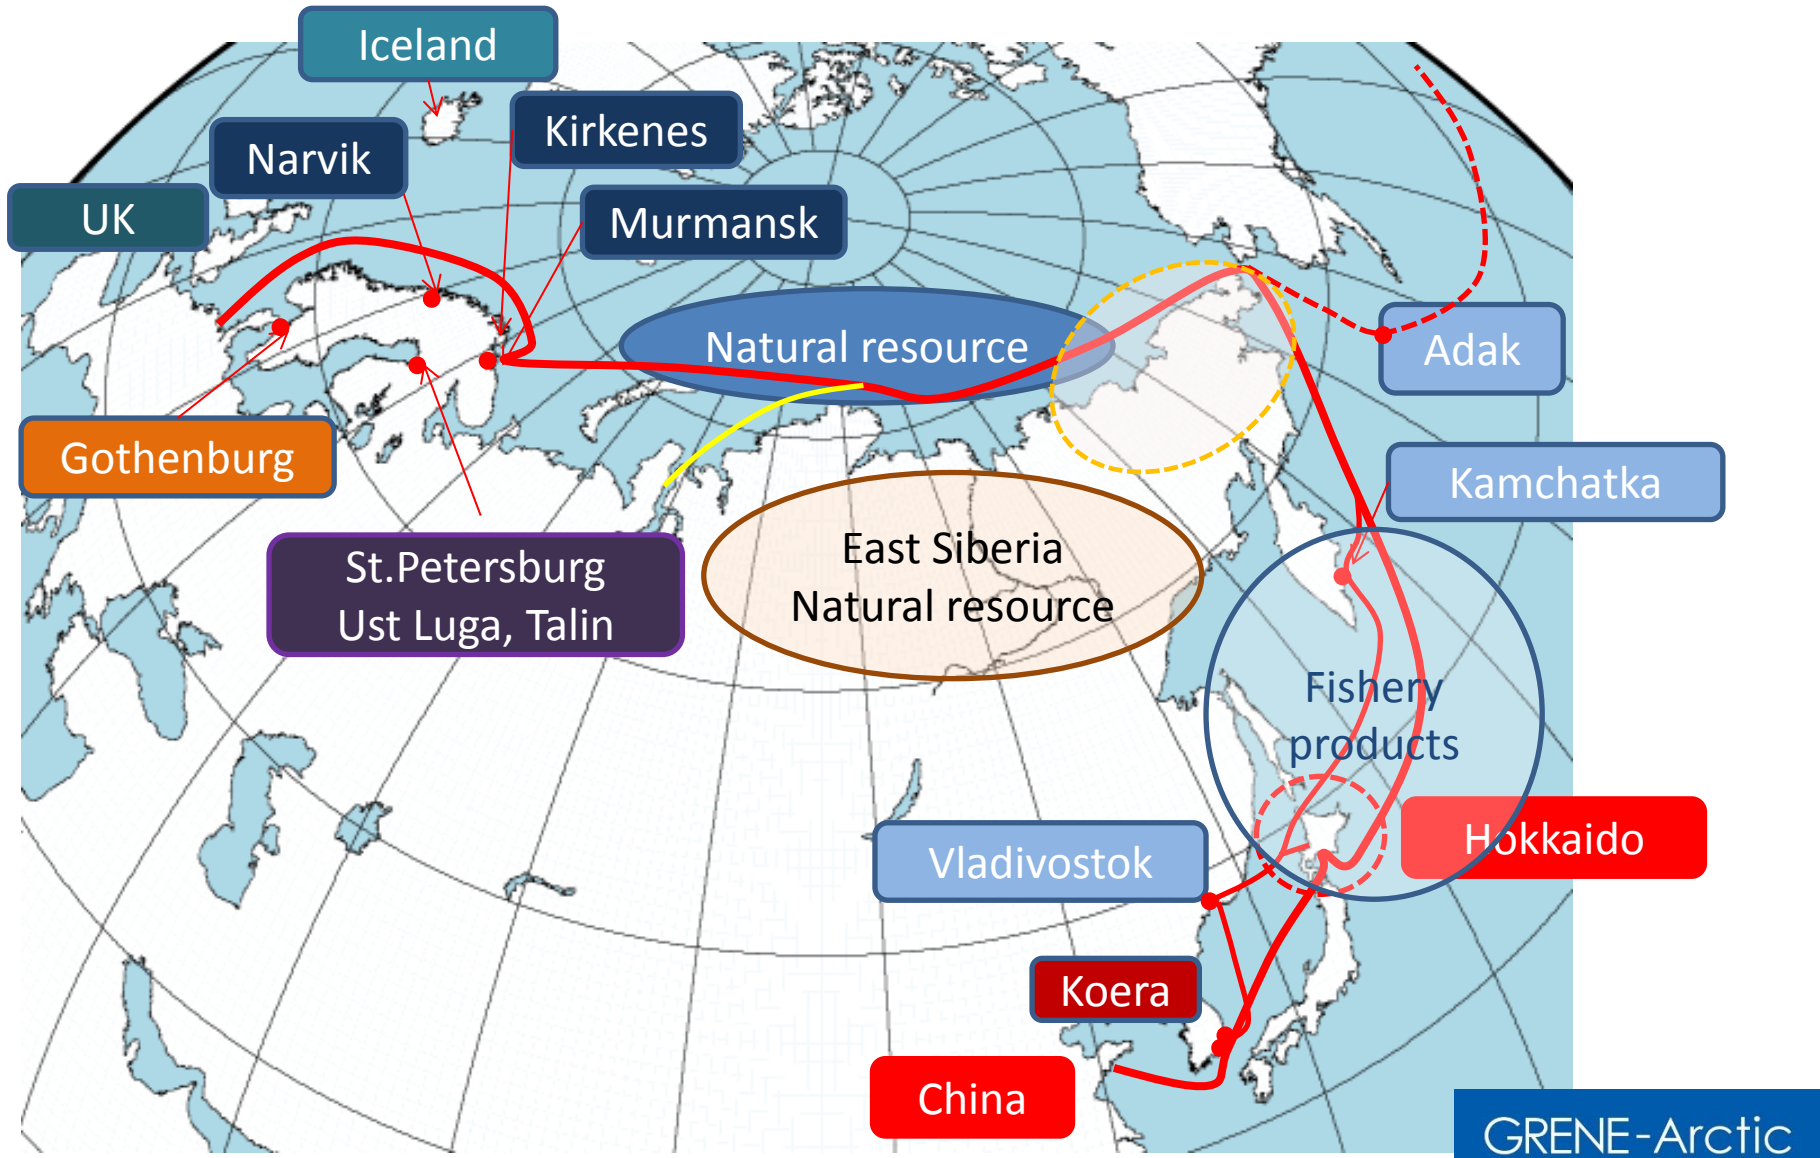 Iceland
Kirkenes
Narvik
UK
Murmansk
Natural resource
Adak
Gothenburg
Kamchatka
St.Petersburg
Ust Luga, Talin
East Siberia
Natural resource
Fishery
products
Hokkaido
Vladivostok
Koera
China
GRENE-Arctic